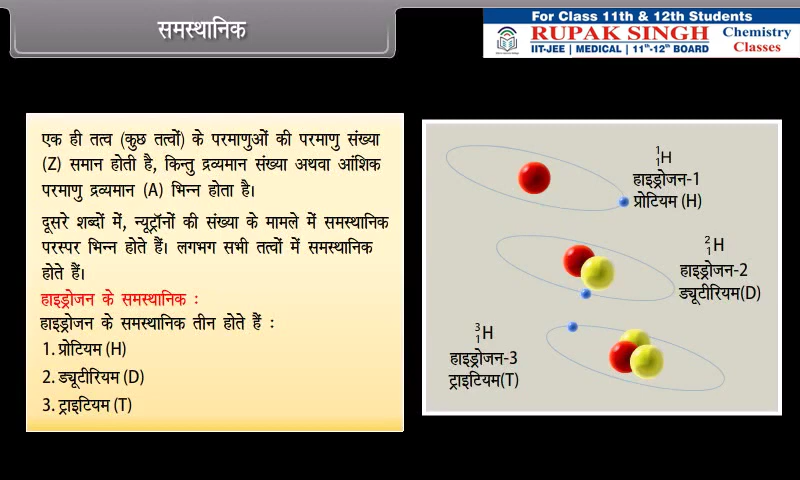 समस्थानिक
For Class 11th & 12th Students
RUPAK SINGH
Chemistry
Classes
IIT-JEE | MEDICAL | 11th-12th BOARD
एक ही तत्व (कुछ तत्वों) के परमाणुओं की परमाणु संख्या
(Z) समान होती है, किन्तु द्रव्यमान संख्या अथवा आंशिक
परमाणु द्रव्यमान (A) भिन्न होता है।
दूसरे शब्दों में, न्यूट्रॉनों की संख्या के मामले में समस्थानिक
परस्पर भिन्न होते हैं। लगभग सभी तत्वों में समस्थानिक
होते हैं।
हाइड्रोजन के समस्थानिक :
हाइड्रोजन के समस्थानिक तीन होते हैं :
1. प्रोटियम (H)
2. ड्यूटीरियम (D)
3. ट्राइटियम (T)
¹₁H
हाइड्रोजन-1
प्रोटियम (H)
²₁H
हाइड्रोजन-2
ड्यूटीरियम(D)
³₁H
हाइड्रोजन-3
ट्राइटियम(T)